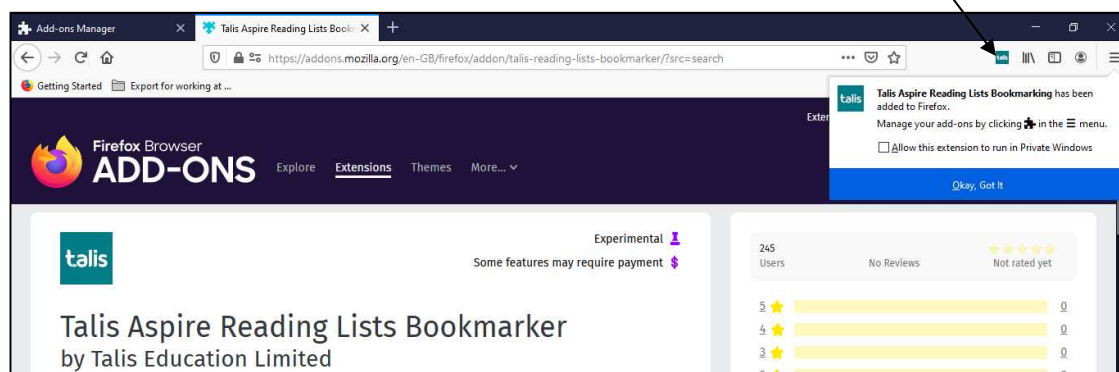 Add-ons Manager
Talis Aspire Reading Lists Book
https://addons.mozilla.org/en-GB/firefox/addon/talis-reading-lists-bookmarker/?src=search
talis
Getting Started Export for working at ...
talis
Talis Aspire Reading Lists Bookmarking has been
added to Firefox.
Manage your add-ons by clicking in the menu.
Allow this extension to run in Private Windows
Okay, Got It
Exter
Firefox Browser
ADD-ONS
Explore Extensions Themes More...
talis
Experimental
Some features may require payment $
Talis Aspire Reading Lists Bookmarker
by Talis Education Limited
245
Users
No Reviews
Not rated yet
5 0
4 0
3 0